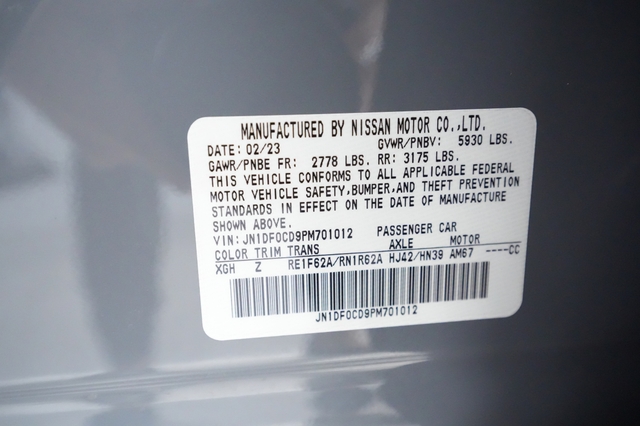 MANUFACTURED BY NISSAN MOTOR CO.,LTD.
DATE: 02/23 GVWR/PNBV: 5930 LBS.
GAWR/PNBE FR: 2778 LBS. RR: 3175 LBS.
THIS VEHICLE CONFORMS TO ALL APPLICABLE FEDERAL
MOTOR VEHICLE SAFETY,BUMPER,AND THEFT PREVENTION
STANDARDS IN EFFECT ON THE DATE OF MANUFACTURE
SHOWN ABOVE.
VIN: JN1DF0CD9PM701012 PASSENGER CAR
COLOR TRIM TRANS AXLE MOTOR
XGH Z RE1F62A/RN1R62A HJ42/HN39 AM67 ----CC
JN1DF0CD9PM701012